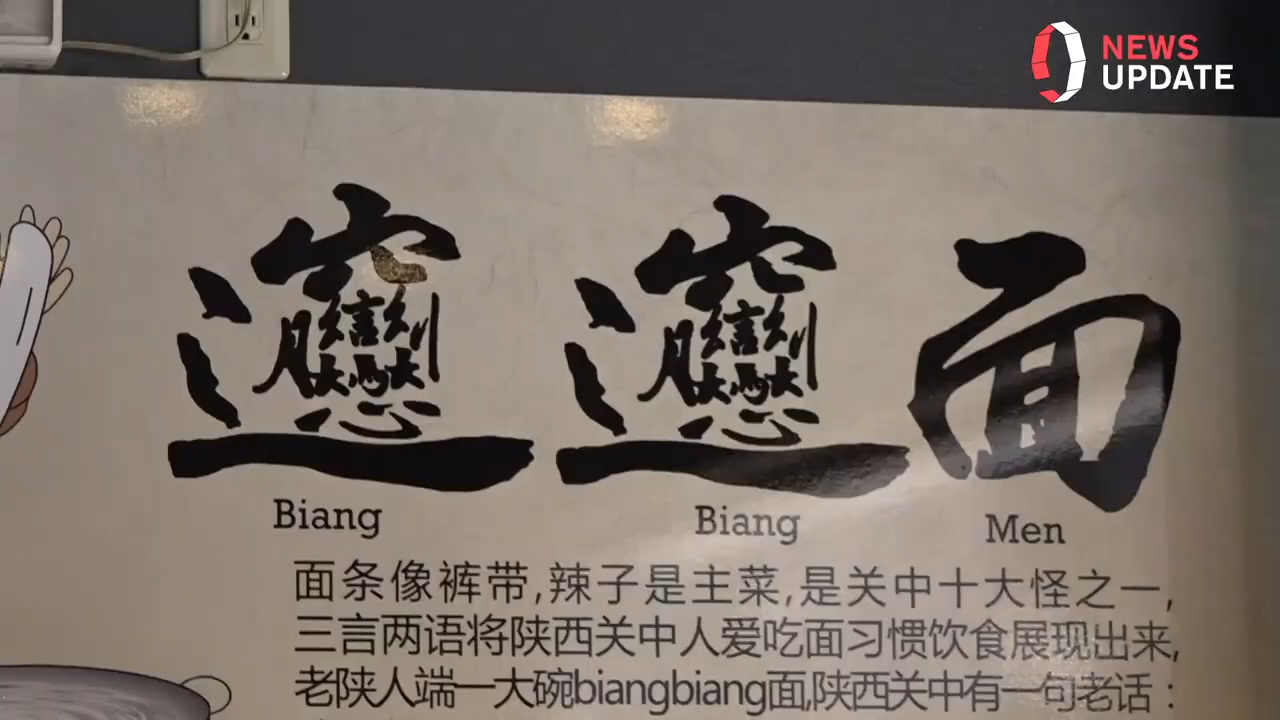 NEWS
UPDATE
𰻞𰻞面
Biang Biang Men
面条像裤带,辣子是主菜,是关中十大怪之一,
三言两语将陕西关中人爱吃面习惯饮食展现出来,
老陕人端一大碗biangbiang面,陕西关中有一句老话: